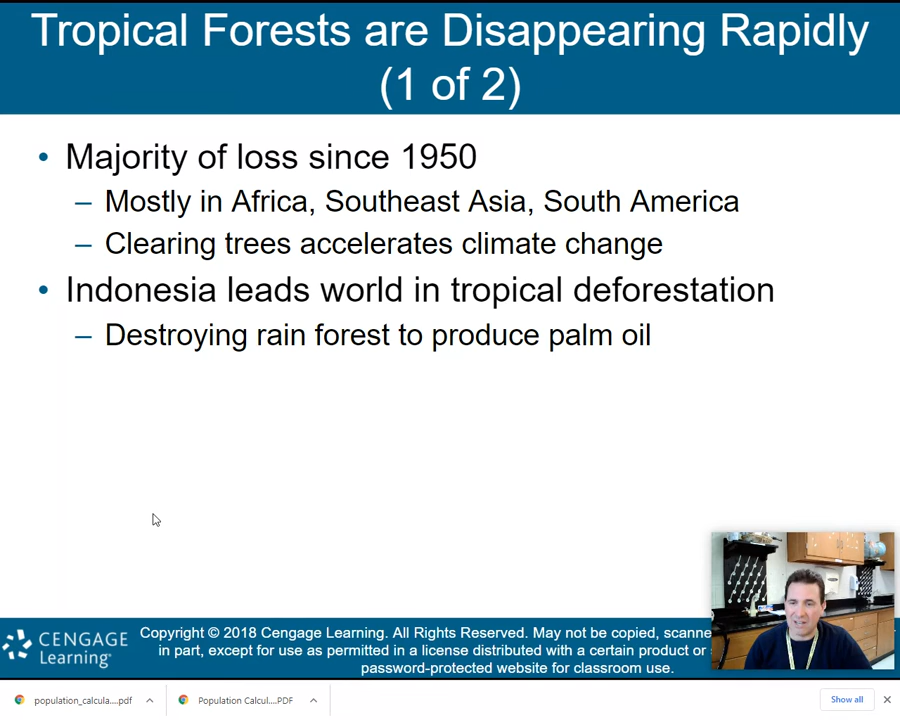 Tropical Forests are Disappearing Rapidly
(1 of 2)
• Majority of loss since 1950
– Mostly in Africa, Southeast Asia, South America
– Clearing trees accelerates climate change
• Indonesia leads world in tropical deforestation
– Destroying rain forest to produce palm oil
CENGAGE
Learning
Copyright © 2018 Cengage Learning. All Rights Reserved. May not be copied, scanne
in part, except for use as permitted in a license distributed with a certain product or
password-protected website for classroom use.
population_calcula....pdf
Population Calcul....PDF
Show all